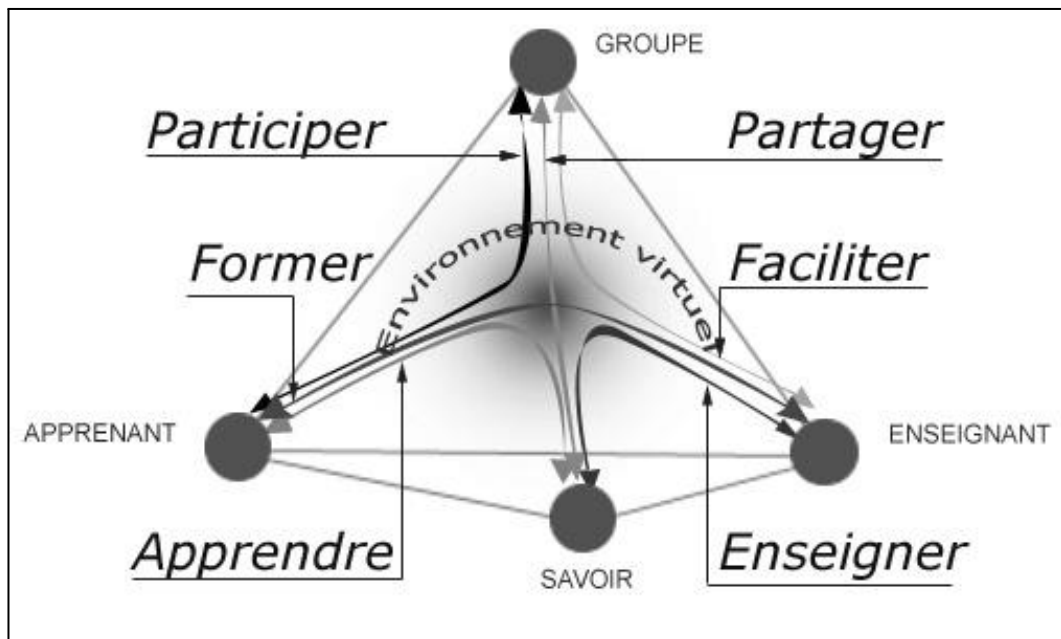 GROUPE
Participer
Partager
Environnement virtuel
Former
Faciliter
APPRENANT
ENSEIGNANT
Apprendre
Enseigner
SAVOIR